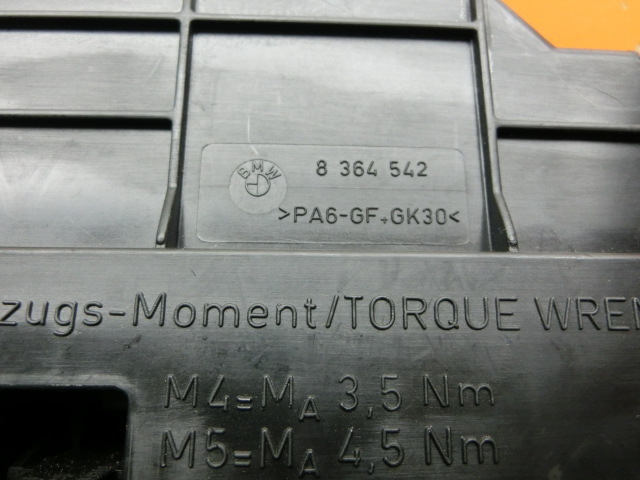 BMW
8 364 542
>PA6-GF+GK30<
zugs-Moment/TORQUE WREN
M4=MA 3,5 Nm
M5=MA 4,5 Nm